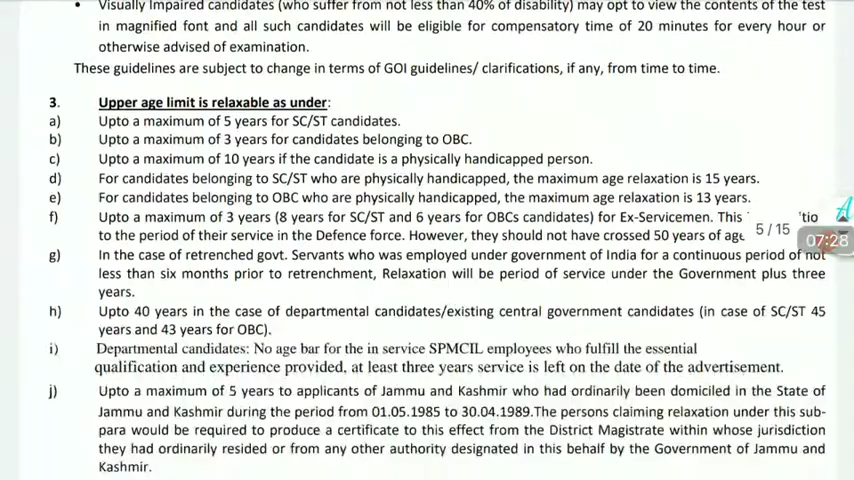 • Visually Impaired candidates (who suffer from not less than 40% of disability) may opt to view the contents of the test
in magnified font and all such candidates will be eligible for compensatory time of 20 minutes for every hour or
otherwise advised of examination.
These guidelines are subject to change in terms of GOI guidelines/ clarifications, if any, from time to time.
3. Upper age limit is relaxable as under:
a) Upto a maximum of 5 years for SC/ST candidates.
b) Upto a maximum of 3 years for candidates belonging to OBC.
c) Upto a maximum of 10 years if the candidate is a physically handicapped person.
d) For candidates belonging to SC/ST who are physically handicapped, the maximum age relaxation is 15 years.
e) For candidates belonging to OBC who are physically handicapped, the maximum age relaxation is 13 years.
f) Upto a maximum of 3 years (8 years for SC/ST and 6 years for OBCs candidates) for Ex-Servicemen. This
to the period of their service in the Defence force. However, they should not have crossed 50 years of age
5/15
07:28
g) In the case of retrenched govt. Servants who was employed under government of India for a continuous period of not
less than six months prior to retrenchment, Relaxation will be period of service under the Government plus three
years.
h) Upto 40 years in the case of departmental candidates/existing central government candidates (in case of SC/ST 45
years and 43 years for OBC).
i) Departmental candidates: No age bar for the in service SPMCIL employees who fulfill the essential
qualification and experience provided, at least three years service is left on the date of the advertisement.
j) Upto a maximum of 5 years to applicants of Jammu and Kashmir who had ordinarily been domiciled in the State of
Jammu and Kashmir during the period from 01.05.1985 to 30.04.1989.The persons claiming relaxation under this sub-
para would be required to produce a certificate to this effect from the District Magistrate within whose jurisdiction
they had ordinarily resided or from any other authority designated in this behalf by the Government of Jammu and
Kashmir.